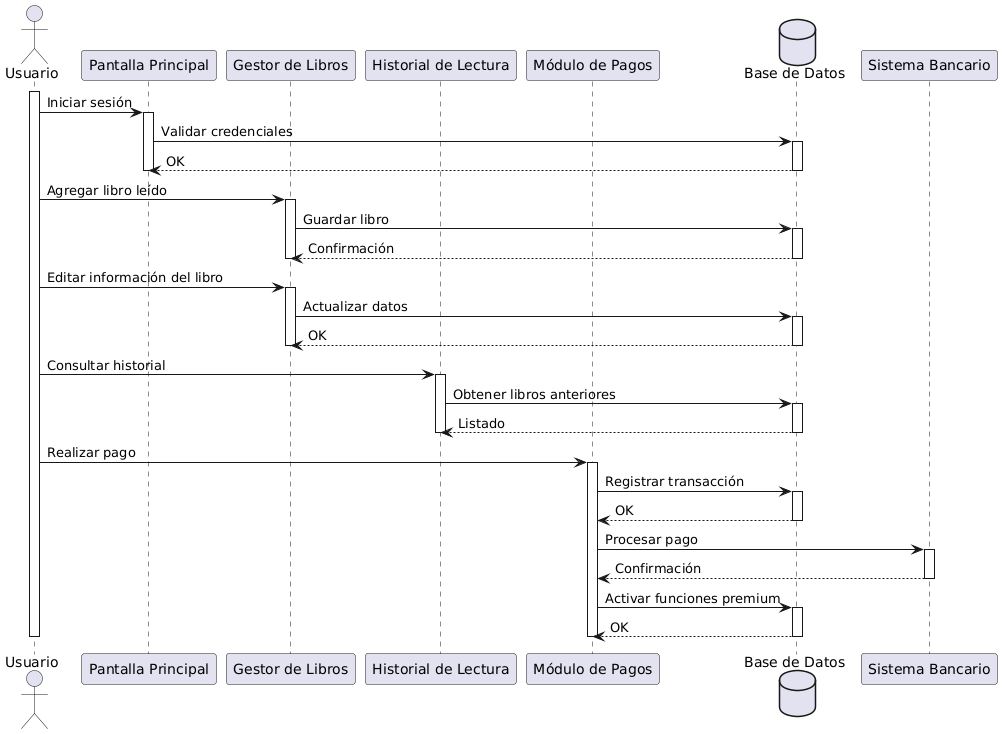 Usuario
Pantalla Principal
Gestor de Libros
Historial de Lectura
Módulo de Pagos
Base de Datos
Sistema Bancario
Iniciar sesión
Validar credenciales
OK
Agregar libro leído
Guardar libro
Confirmación
Editar información del libro
Actualizar datos
OK
Consultar historial
Obtener libros anteriores
Listado
Realizar pago
Registrar transacción
OK
Procesar pago
Confirmación
Activar funciones premium
OK
Usuario
Pantalla Principal
Gestor de Libros
Historial de Lectura
Módulo de Pagos
Base de Datos
Sistema Bancario